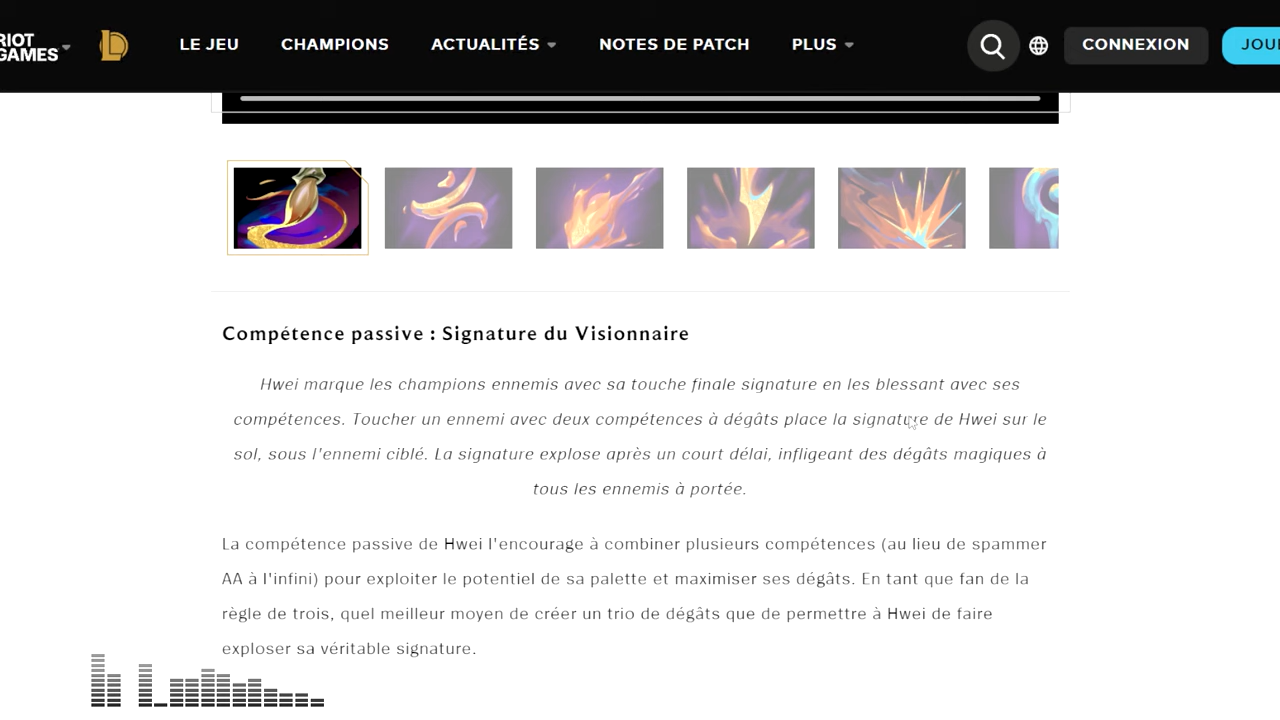 RIOT GAMES LE JEU CHAMPIONS ACTUALITÉS NOTES DE PATCH PLUS CONNEXION JOU
Compétence passive : Signature du Visionnaire
Hwei marque les champions ennemis avec sa touche finale signature en les blessant avec ses
compétences. Toucher un ennemi avec deux compétences à dégâts place la signature de Hwei sur le
sol, sous l'ennemi ciblé. La signature explose après un court délai, infligeant des dégâts magiques à
tous les ennemis à portée.
La compétence passive de Hwei l'encourage à combiner plusieurs compétences (au lieu de spammer
AA à l'infini) pour exploiter le potentiel de sa palette et maximiser ses dégâts. En tant que fan de la
règle de trois, quel meilleur moyen de créer un trio de dégâts que de permettre à Hwei de faire
exploser sa véritable signature.